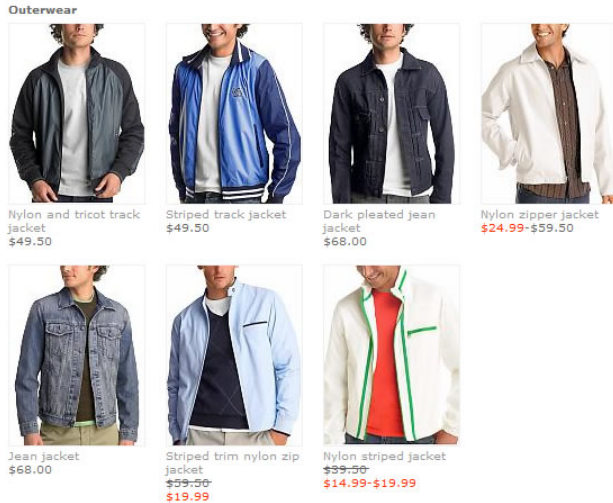 Outerwear
Nylon and tricot track
jacket
$49.50
Striped track jacket
$49.50
Dark pleated jean
jacket
$68.00
Nylon zipper jacket
$24.99-$59.50
Jean jacket
$68.00
Striped trim nylon zip
jacket
$59.50
$19.99
Nylon striped jacket
$39.50
$14.99-$19.99